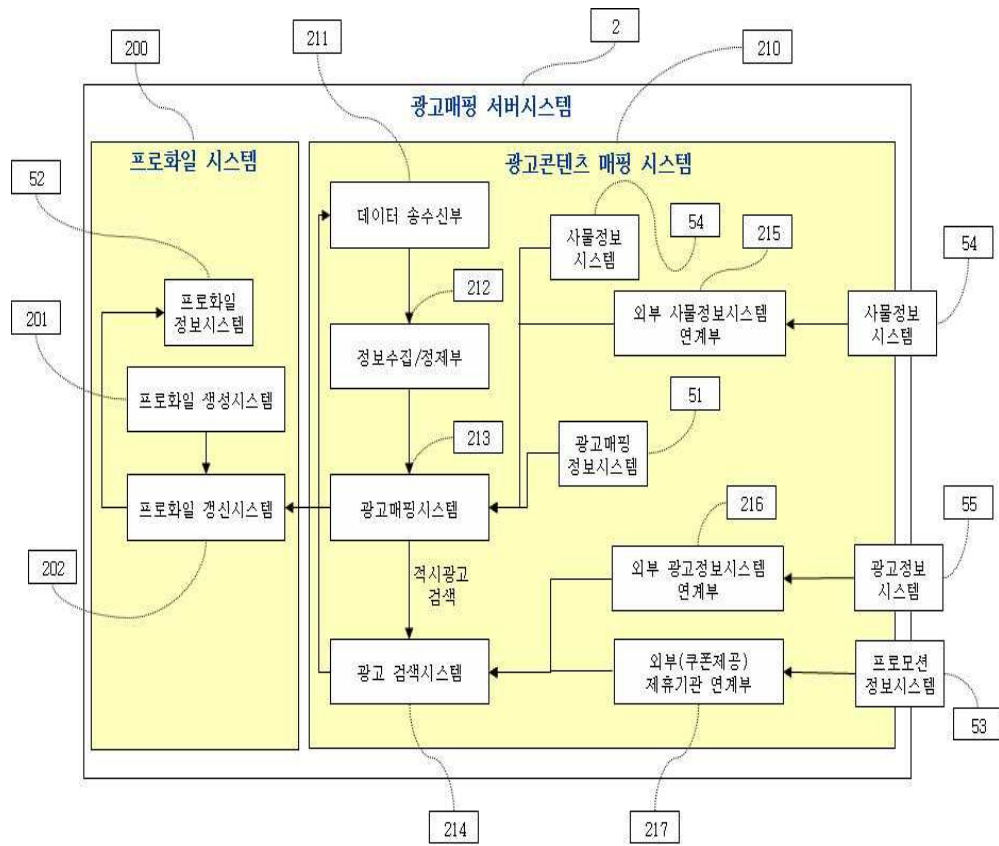 211
2
200
210
광고매핑 서버시스템
프로화일 시스템
광고콘텐츠 매핑 시스템
52
데이터 송수신부
사물정보
시스템
54
215
54
212
프로화일
정보시스템
외부 사물정보시스템
연계부
사물정보
시스템
201
정보수집/정제부
프로화일 생성시스템
51
213
광고매핑
정보시스템
프로화일 갱신시스템
광고매핑시스템
216
55
202
적시광고
검색
외부 광고정보시스템
연계부
광고정보
시스템
광고 검색시스템
외부(쿠폰제공)
제휴기관 연계부
프로모션
정보시스템
53
214
217